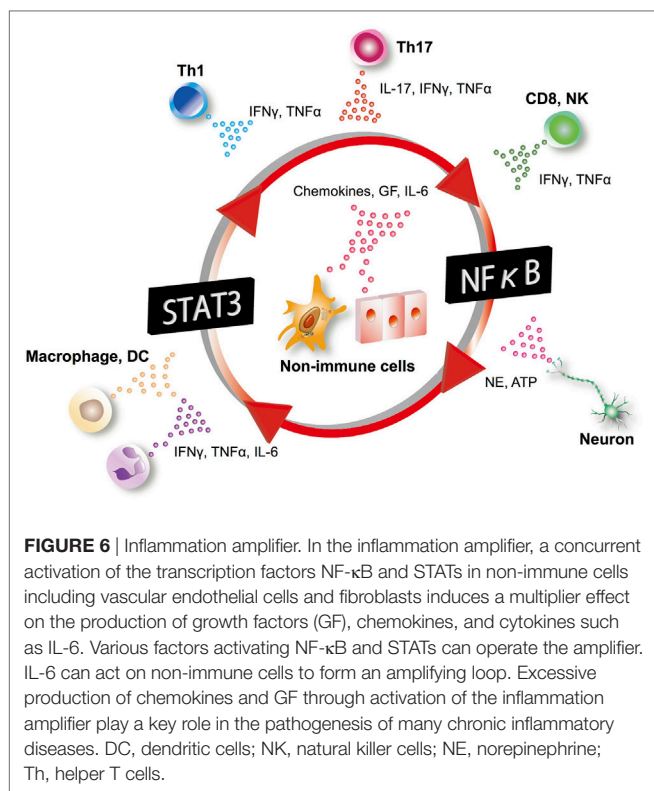 Th17
Th1
IL-17, IFNγ, TNFα
CD8, NK
IFNγ, TNFα
IFNγ, TNFα
Chemokines, GF, IL-6
NFκB
STAT3
Macrophage, DC
Non-immune cells
NE, ATP
Neuron
IFNγ, TNFα, IL-6
FIGURE 6 | Inflammation amplifier. In the inflammation amplifier, a concurrent
activation of the transcription factors NF-κB and STATs in non-immune cells
including vascular endothelial cells and fibroblasts induces a multiplier effect
on the production of growth factors (GF), chemokines, and cytokines such
as IL-6. Various factors activating NF-κB and STATs can operate the amplifier.
IL-6 can act on non-immune cells to form an amplifying loop. Excessive
production of chemokines and GF through activation of the inflammation
amplifier play a key role in the pathogenesis of many chronic inflammatory
diseases. DC, dendritic cells; NK, natural killer cells; NE, norepinephrine;
Th, helper T cells.